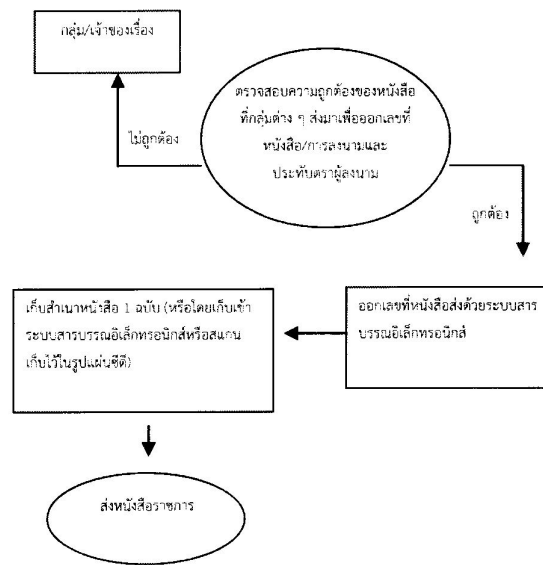 กลุ่ม/เจ้าของเรื่อง
ตรวจสอบความถูกต้องของหนังสือ
ที่กลุ่มต่าง ๆ ส่งมาเพื่อออกเลขที่
หนังสือ/การลงนามและ
ประทับตราผู้ลงนาม
ไม่ถูกต้อง
ถูกต้อง
ออกเลขที่หนังสือส่งด้วยระบบสาร
บรรณอิเล็กทรอนิกส์
เก็บสำเนาหนังสือ 1 ฉบับ (หรือโดยเก็บเข้า
ระบบสารบรรณอิเล็กทรอนิกส์หรือสแกน
เก็บไว้ในรูปแผ่นซีดี)
ส่งหนังสือราชการ